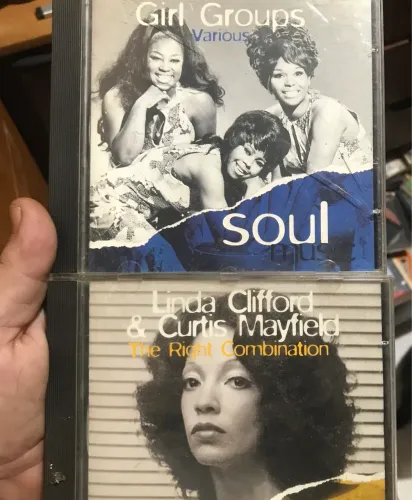 Girl Groups
Various
soul
Linda Clifford
& Curtis Mayfield
The Right Combination